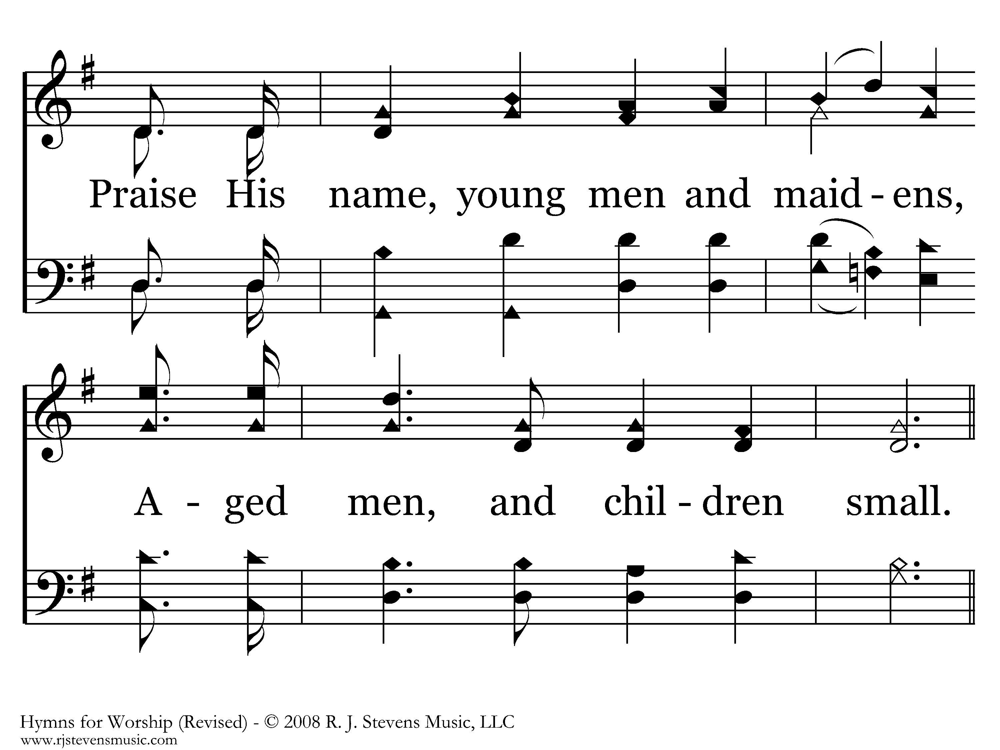 Praise His name, young men and maid - ens,
A - ged men, and chil - dren small.
Hymns for Worship (Revised) - © 2008 R. J. Stevens Music, LLC
www.rjstevensmusic.com